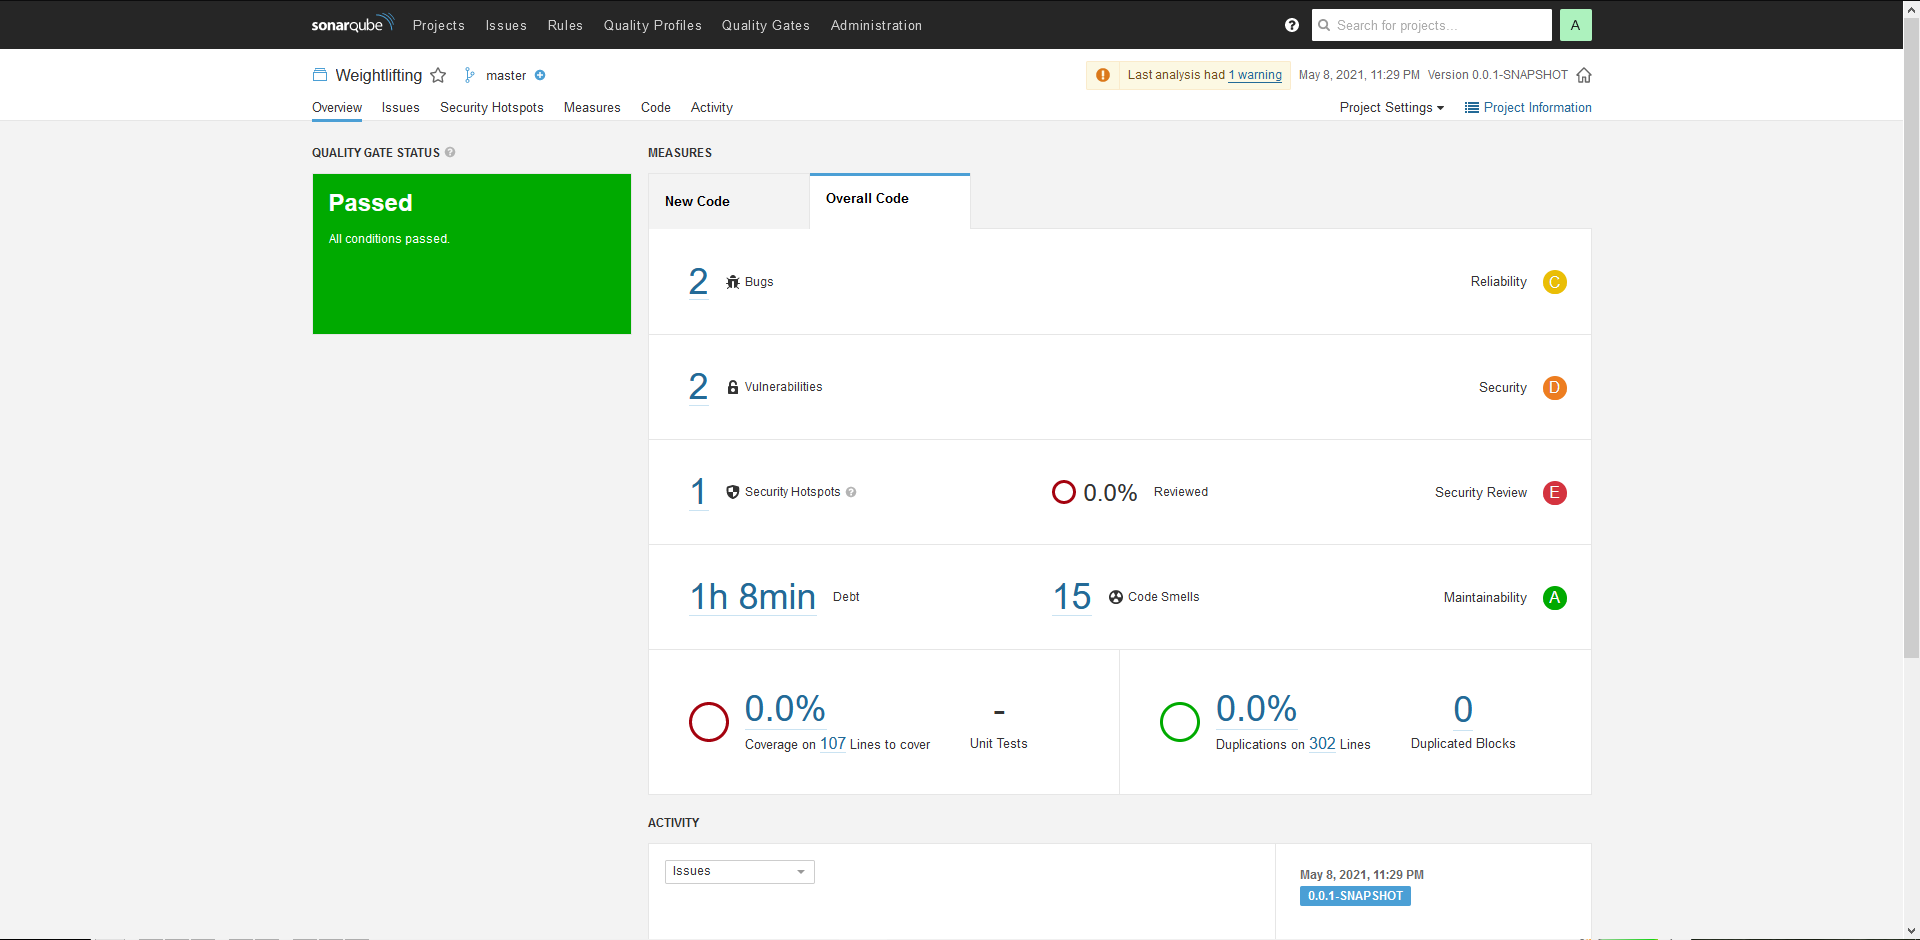 sonarqube Projects Issues Rules Quality Profiles Quality Gates Administration ? Search for projects... A
Weightlifting master Last analysis had 1 warning May 8, 2021, 11:29 PM Version 0.0.1-SNAPSHOT
Overview Issues Security Hotspots Measures Code Activity Project Settings Project Information
QUALITY GATE STATUS ?
Passed
All conditions passed.
MEASURES
New Code
Overall Code
2 Bugs Reliability C
2 Vulnerabilities Security D
1 Security Hotspots ? 0.0% Reviewed Security Review E
1h 8min Debt 15 Code Smells Maintainability A
0.0%
Coverage on 107 Lines to cover
-
Unit Tests
0.0%
Duplications on 302 Lines
0
Duplicated Blocks
ACTIVITY
Issues
May 8, 2021, 11:29 PM
0.0.1-SNAPSHOT